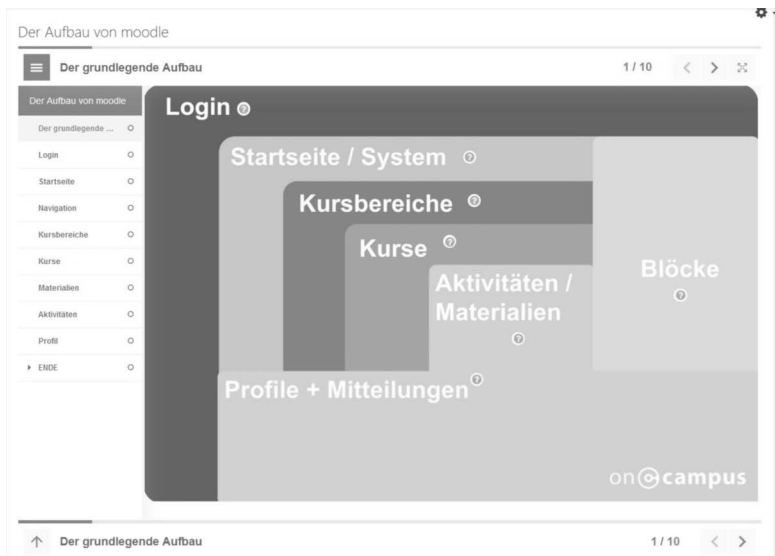 Der Aufbau von moodle
Der grundlegende Aufbau
1 / 10
Der Aufbau von moodle
Der grundlegende ...
Login
Startseite
Navigation
Kursbereiche
Kurse
Materialien
Aktivitäten
Profil
ENDE
Login ?
Startseite / System ?
Kursbereiche ?
Kurse ?
Aktivitäten /
Materialien
?
Blöcke
?
Profile + Mitteilungen ?
on campus
Der grundlegende Aufbau
1 / 10